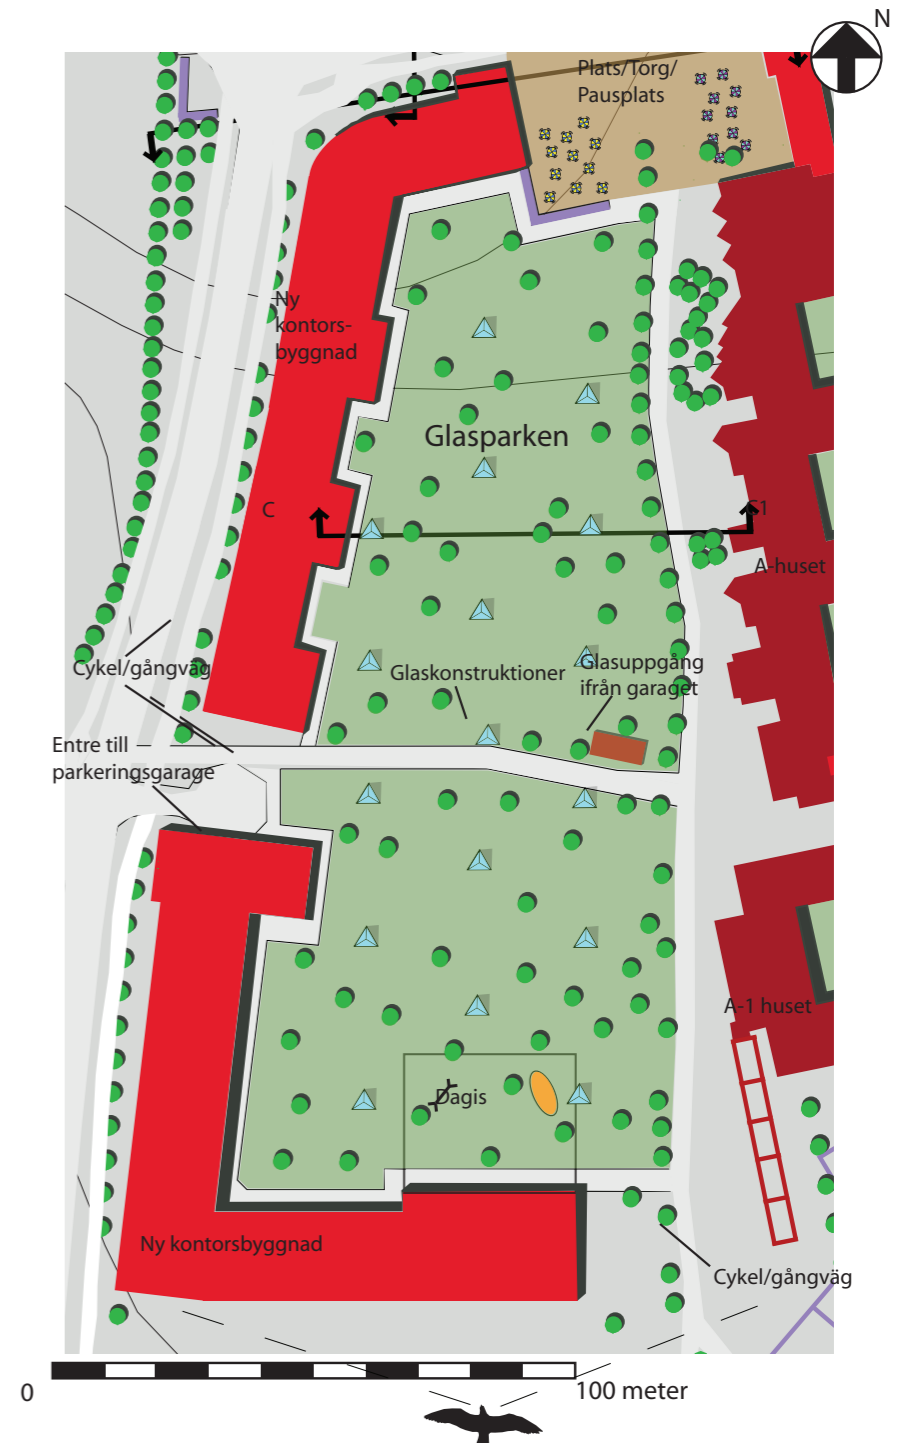 N
Plats/Torg/
Pausplats
Ny
kontors-
byggnad
Glasparken
C
C1
A-huset
Cykel/gångväg
Glaskonstruktioner
Glasuppgång
ifrån garaget
Entre till
parkeringsgarage
A-1 huset
Dagis
Ny kontorsbyggnad
Cykel/gångväg
0
100 meter